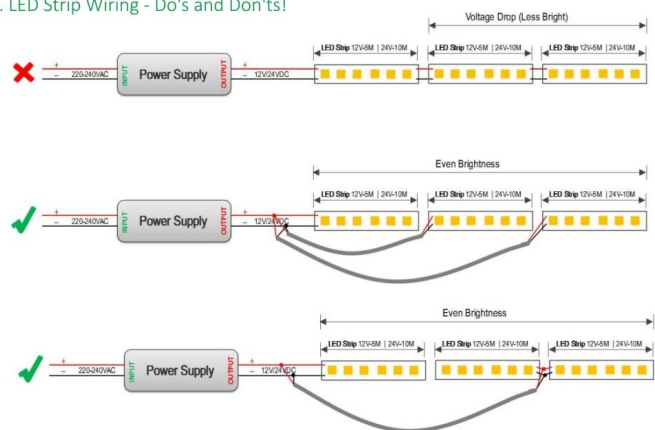 . LED Strip Wiring - Do's and Don'ts!
Voltage Drop (Less Bright)
LED Strip 12V-5M | 24V-10M LED Strip 12V-5M | 24V-10M LED Strip 12V-5M | 24V-10M
+ – 220-240VAC INPUT Power Supply OUTPUT + – 12V/24VDC
Even Brightness
LED Strip 12V-5M | 24V-10M LED Strip 12V-5M | 24V-10M LED Strip 12V-5M | 24V-10M
+ – 220-240VAC INPUT Power Supply OUTPUT + – 12V/24VDC
Even Brightness
LED Strip 12V-5M | 24V-10M LED Strip 12V-5M | 24V-10M LED Strip 12V-5M | 24V-10M
+ – 220-240VAC INPUT Power Supply OUTPUT + – 12V/24VDC